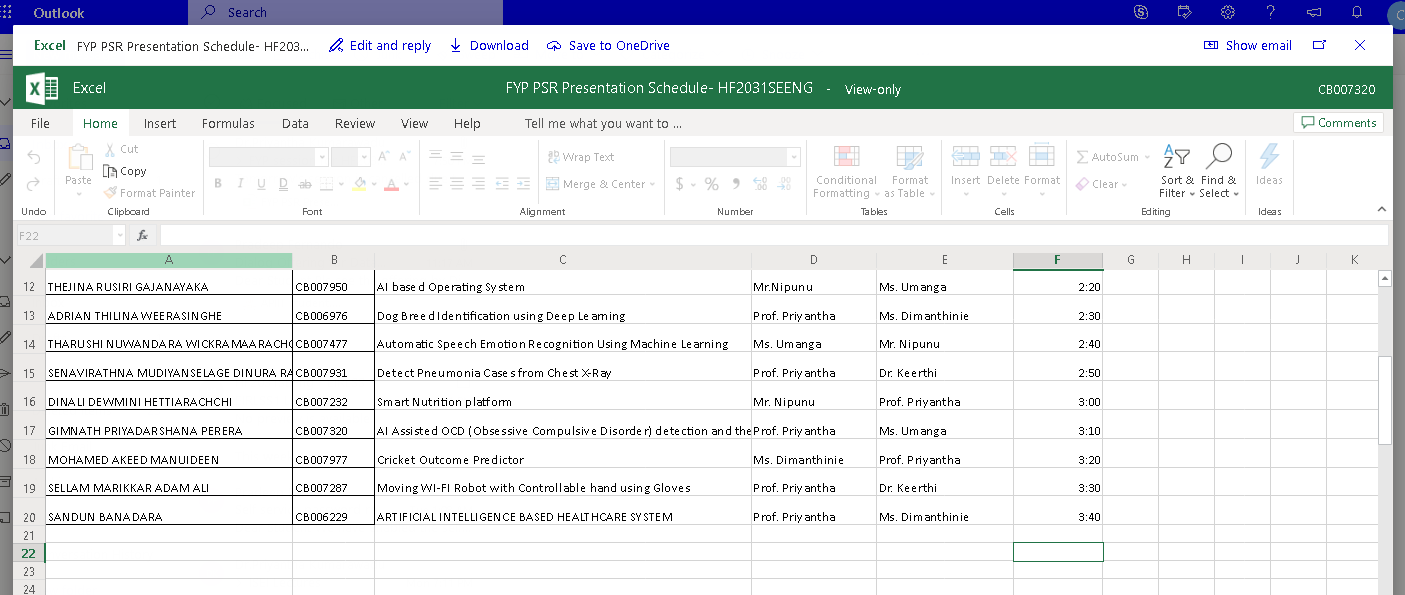 Outlook Search
Excel FYP PSR Presentation Schedule- HF203... Edit and reply Download Save to OneDrive Show email
Excel FYP PSR Presentation Schedule- HF2031SEENG - View-only CB007320
File Home Insert Formulas Data Review View Help Tell me what you want to ... Comments
Cut
Copy
Format Painter
Paste
Undo Clipboard
B I U D ab A A
Font
Wrap Text
Merge & Center
Alignment
$ % 9
Number
Conditional Formatting Format as Table
Tables
Insert Delete Format
Cells
AutoSum
Clear
Sort & Filter Find & Select
Editing
Ideas
Ideas
F22 fx
A B C D E F G H I J K
12 THEJINA RUSIRI GAJANAYAKA CB007950 AI based Operating System Mr.Nipunu Ms. Umanga 2:20
13 ADRIAN THILINA WEERASINGHE CB006976 Dog Breed Identification using Deep Learning Prof. Priyantha Ms. Dimanthinie 2:30
14 THARUSHI NUWANDARA WICKRAMAARACHC CB007477 Automatic Speech Emotion Recognition Using Machine Learning Ms. Umanga Mr. Nipunu 2:40
15 SENAVIRATHNA MUDIYANSELAGE DINURA RA CB007931 Detect Pneumonia Cases from Chest X-Ray Prof. Priyantha Dr. Keerthi 2:50
16 DINALI DEWMINI HETTIARACHCHI CB007232 Smart Nutrition platform Mr. Nipunu Prof. Priyantha 3:00
17 GIMNATH PRIYADARSHANA PERERA CB007320 AI Assisted OCD (Obsessive Compulsive Disorder) detection and the Prof. Priyantha Ms. Umanga 3:10
18 MOHAMED AKEED MANUIDEEN CB007977 Cricket Outcome Predictor Ms. Dimanthinie Prof. Priyantha 3:20
19 SELLAM MARIKKAR ADAM ALI CB007287 Moving WI-FI Robot with Controllable hand using Gloves Prof. Priyantha Dr. Keerthi 3:30
20 SANDUN BANADARA CB006229 ARTIFICIAL INTELLIGENCE BASED HEALTHCARE SYSTEM Prof. Priyantha Ms. Dimanthinie 3:40
21
22
23
24